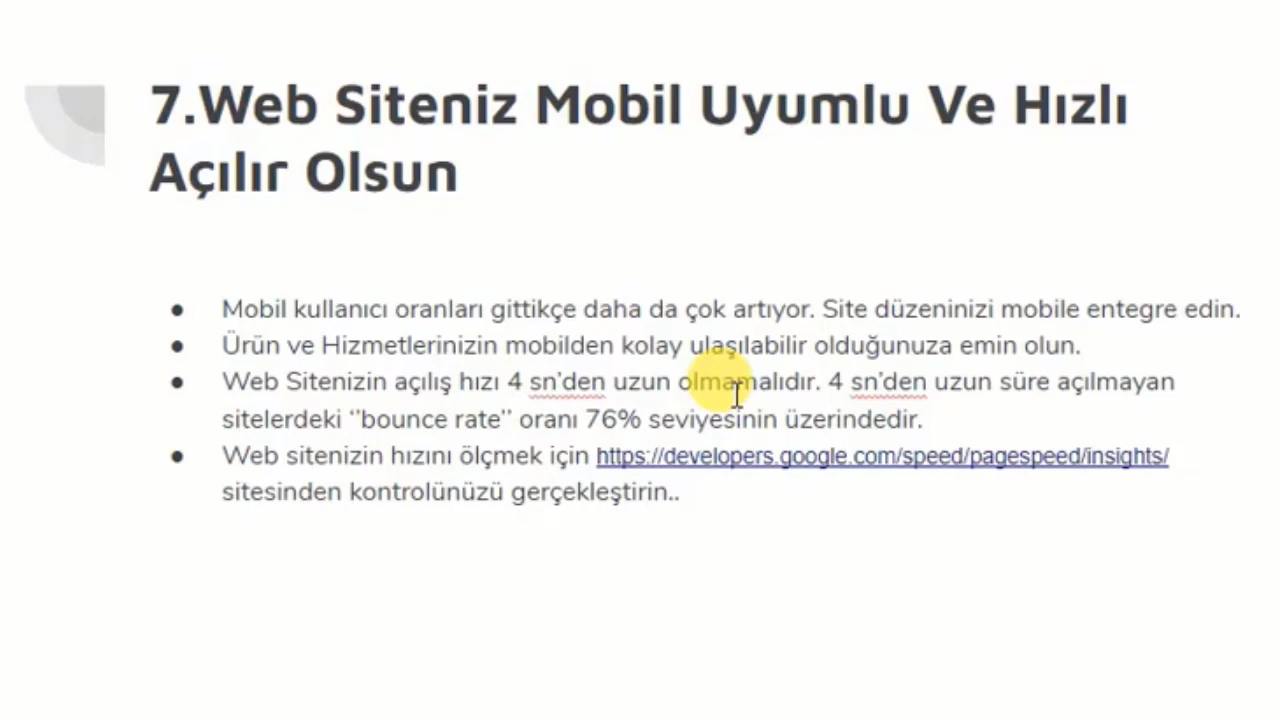 7.Web Siteniz Mobil Uyumlu Ve Hızlı
Açılır Olsun
● Mobil kullanıcı oranları gittikçe daha da çok artıyor. Site düzeninizi mobile entegre edin.
● Ürün ve Hizmetlerinizin mobilden kolay ulaşılabilir olduğunuza emin olun.
● Web Sitenizin açılış hızı 4 sn’den uzun olmamalıdır. 4 sn’den uzun süre açılmayan
sitelerdeki ‘’bounce rate’’ oranı 76% seviyesinin üzerindedir.
● Web sitenizin hızını ölçmek için https://developers.google.com/speed/pagespeed/insights/
sitesinden kontrolünüzü gerçekleştirin..